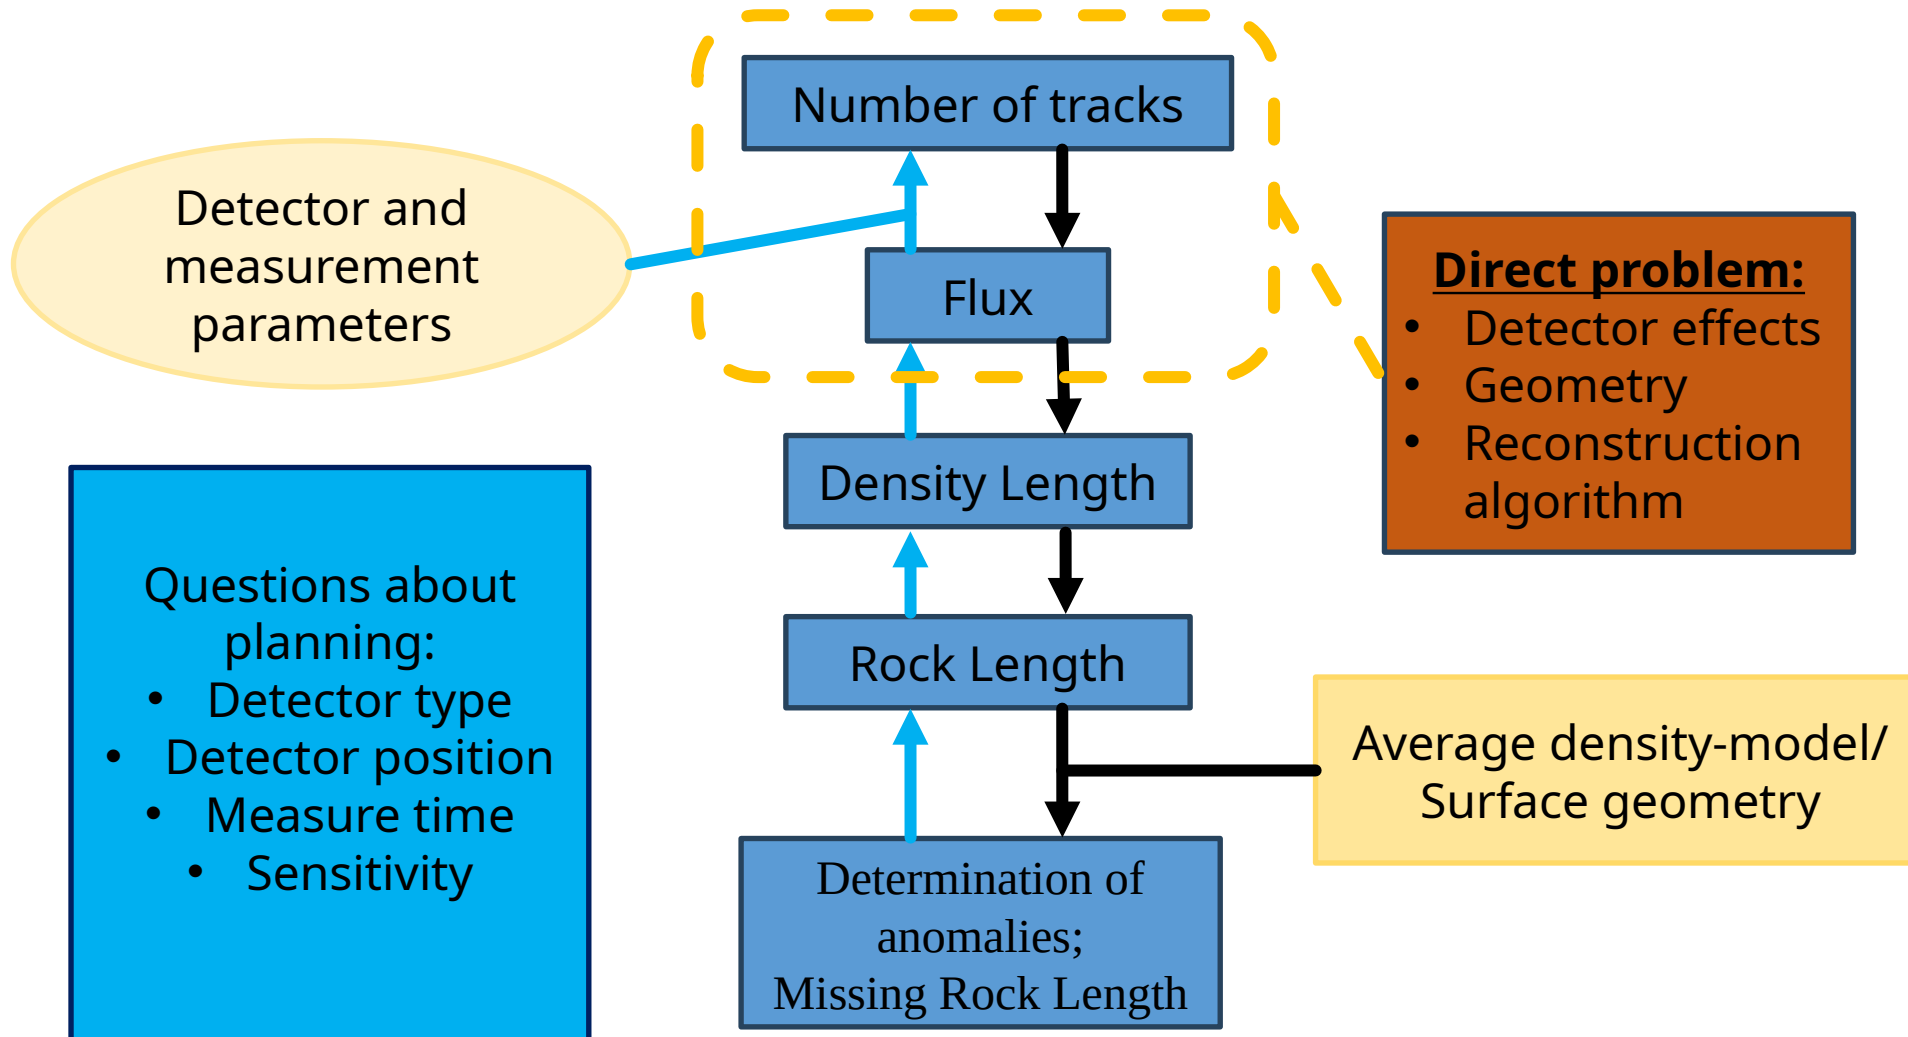 Number of tracks
Detector and
measurement
parameters
Flux
Direct problem:
• Detector effects
• Geometry
• Reconstruction
algorithm
Density Length
Questions about
planning:
• Detector type
• Detector position
• Measure time
• Sensitivity
Rock Length
Average density-model/
Surface geometry
Determination of
anomalies;
Missing Rock Length